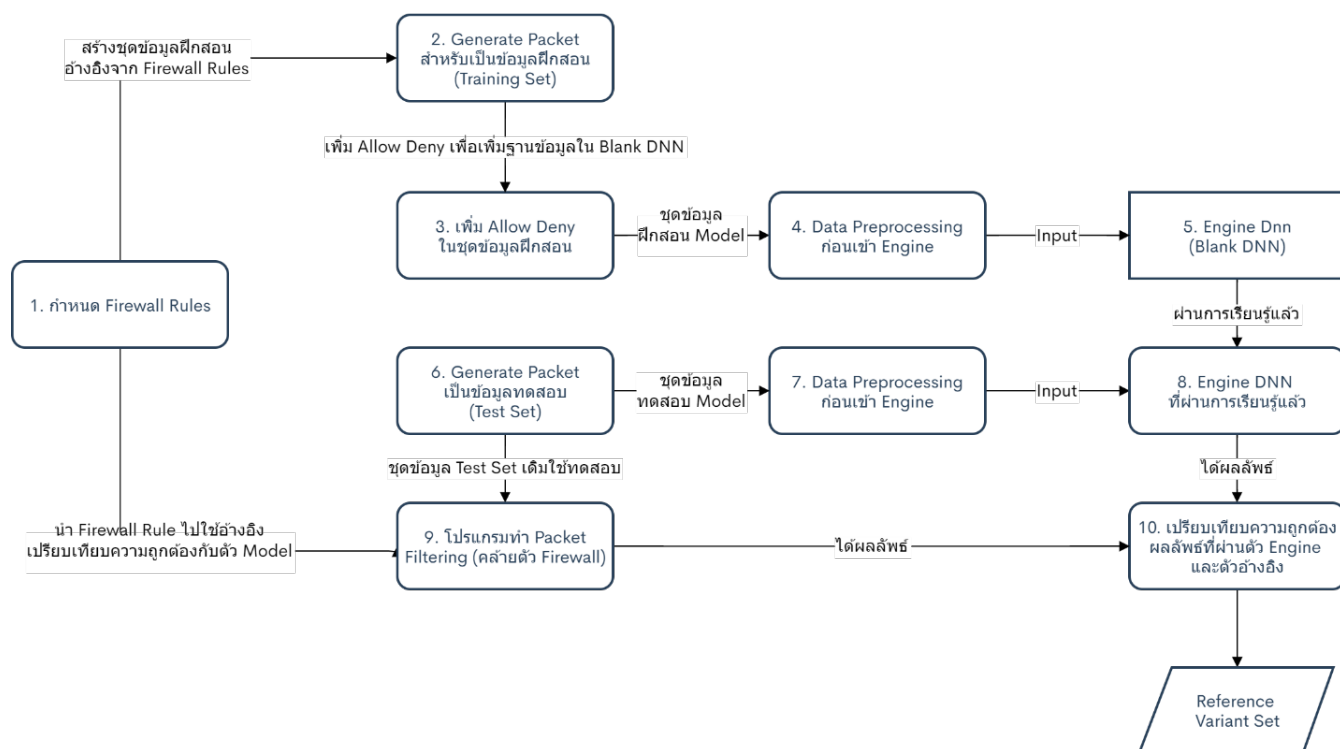 สร้างชุดข้อมูลฝึกสอน
อ้างอิงจาก Firewall Rules
2. Generate Packet
สำหรับเป็นข้อมูลฝึกสอน
(Training Set)
เพิ่ม Allow Deny เพื่อเพิ่มฐานข้อมูลใน Blank DNN
3. เพิ่ม Allow Deny
ในชุดข้อมูลฝึกสอน
ชุดข้อมูล
ฝึกสอน Model
4. Data Preprocessing
ก่อนเข้า Engine
Input
5. Engine Dnn
(Blank DNN)
1. กำหนด Firewall Rules
ผ่านการเรียนรู้แล้ว
6. Generate Packet
เป็นข้อมูลทดสอบ
(Test Set)
ชุดข้อมูล
ทดสอบ Model
7. Data Preprocessing
ก่อนเข้า Engine
Input
8. Engine DNN
ที่ผ่านการเรียนรู้แล้ว
ชุดข้อมูล Test Set เดิมใช้ทดสอบ
ได้ผลลัพธ์
นำ Firewall Rule ไปใช้อ้างอิง
เปรียบเทียบความถูกต้องกับตัว Model
9. โปรแกรมทำ Packet
Filtering (คล้ายตัว Firewall)
ได้ผลลัพธ์
10. เปรียบเทียบความถูกต้อง
ผลลัพธ์ที่ผ่านตัว Engine
และตัวอ้างอิง
Reference
Variant Set